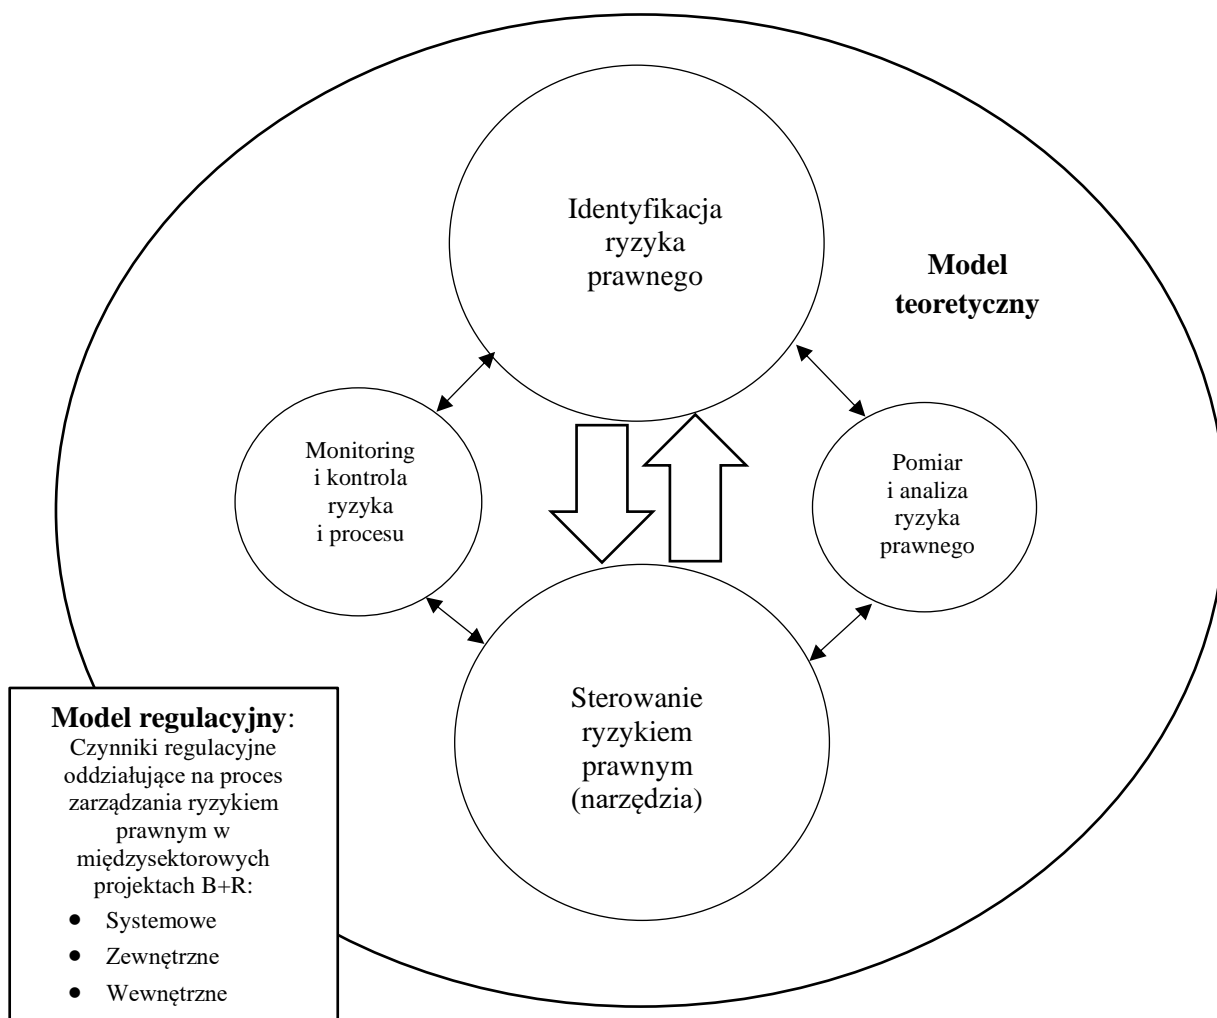 Identyfikacja
ryzyka
prawnego
Model
teoretyczny
Monitoring
i kontrola
ryzyka
i procesu
Pomiar
i analiza
ryzyka
prawnego
Sterowanie
ryzykiem
prawnym
(narzędzia)
Model regulacyjny:
Czynniki regulacyjne
oddziałujące na proces
zarządzania ryzykiem
prawnym w
międzysektorowych
projektach B+R:
• Systemowe
• Zewnętrzne
• Wewnętrzne